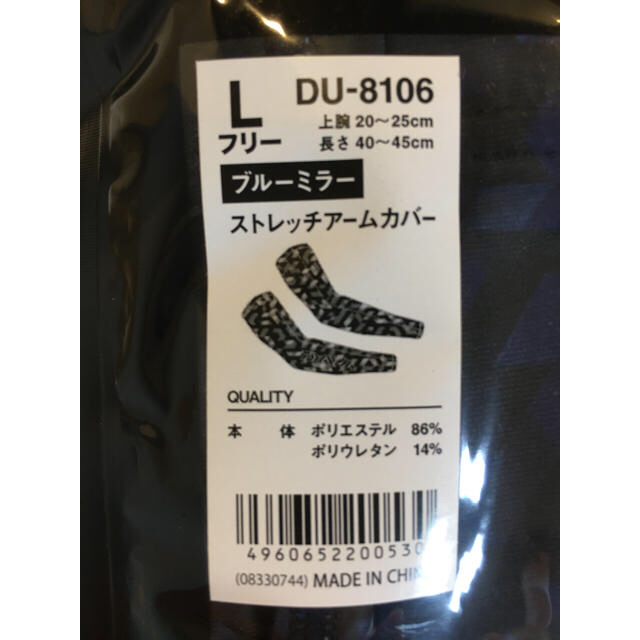 L DU-8106
フリー 上腕 20〜25cm
長さ 40〜45cm
ブルーミラー
ストレッチアームカバー
QUALITY
本体 ポリエステル 86%
ポリウレタン 14%
4960652200530
(08330744) MADE IN CHIN